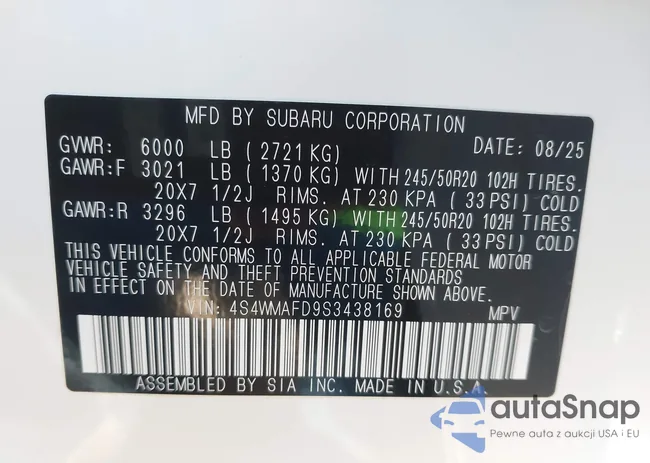 MFD BY SUBARU CORPORATION
GVWR: 6000 LB ( 2721 KG) DATE: 08/25
GAWR:F 3021 LB ( 1370 KG) WITH 245/50R20 102H TIRES.
20X7 1/2J RIMS. AT 230 KPA ( 33 PSI) COLD
GAWR:R 3296 LB ( 1495 KG) WITH 245/50R20 102H TIRES.
20X7 1/2J RIMS. AT 230 KPA ( 33 PSI) COLD
THIS VEHICLE CONFORMS TO ALL APPLICABLE FEDERAL MOTOR
VEHICLE SAFETY AND THEFT PREVENTION STANDARDS
IN EFFECT ON THE DATE OF MANUFACTURE SHOWN ABOVE.
VIN: 4S4WMAFD9S3438169 MPV
ASSEMBLED BY SIA INC. MADE IN U.S.A.
autaSnap
Pewne auta z aukcji USA i EU